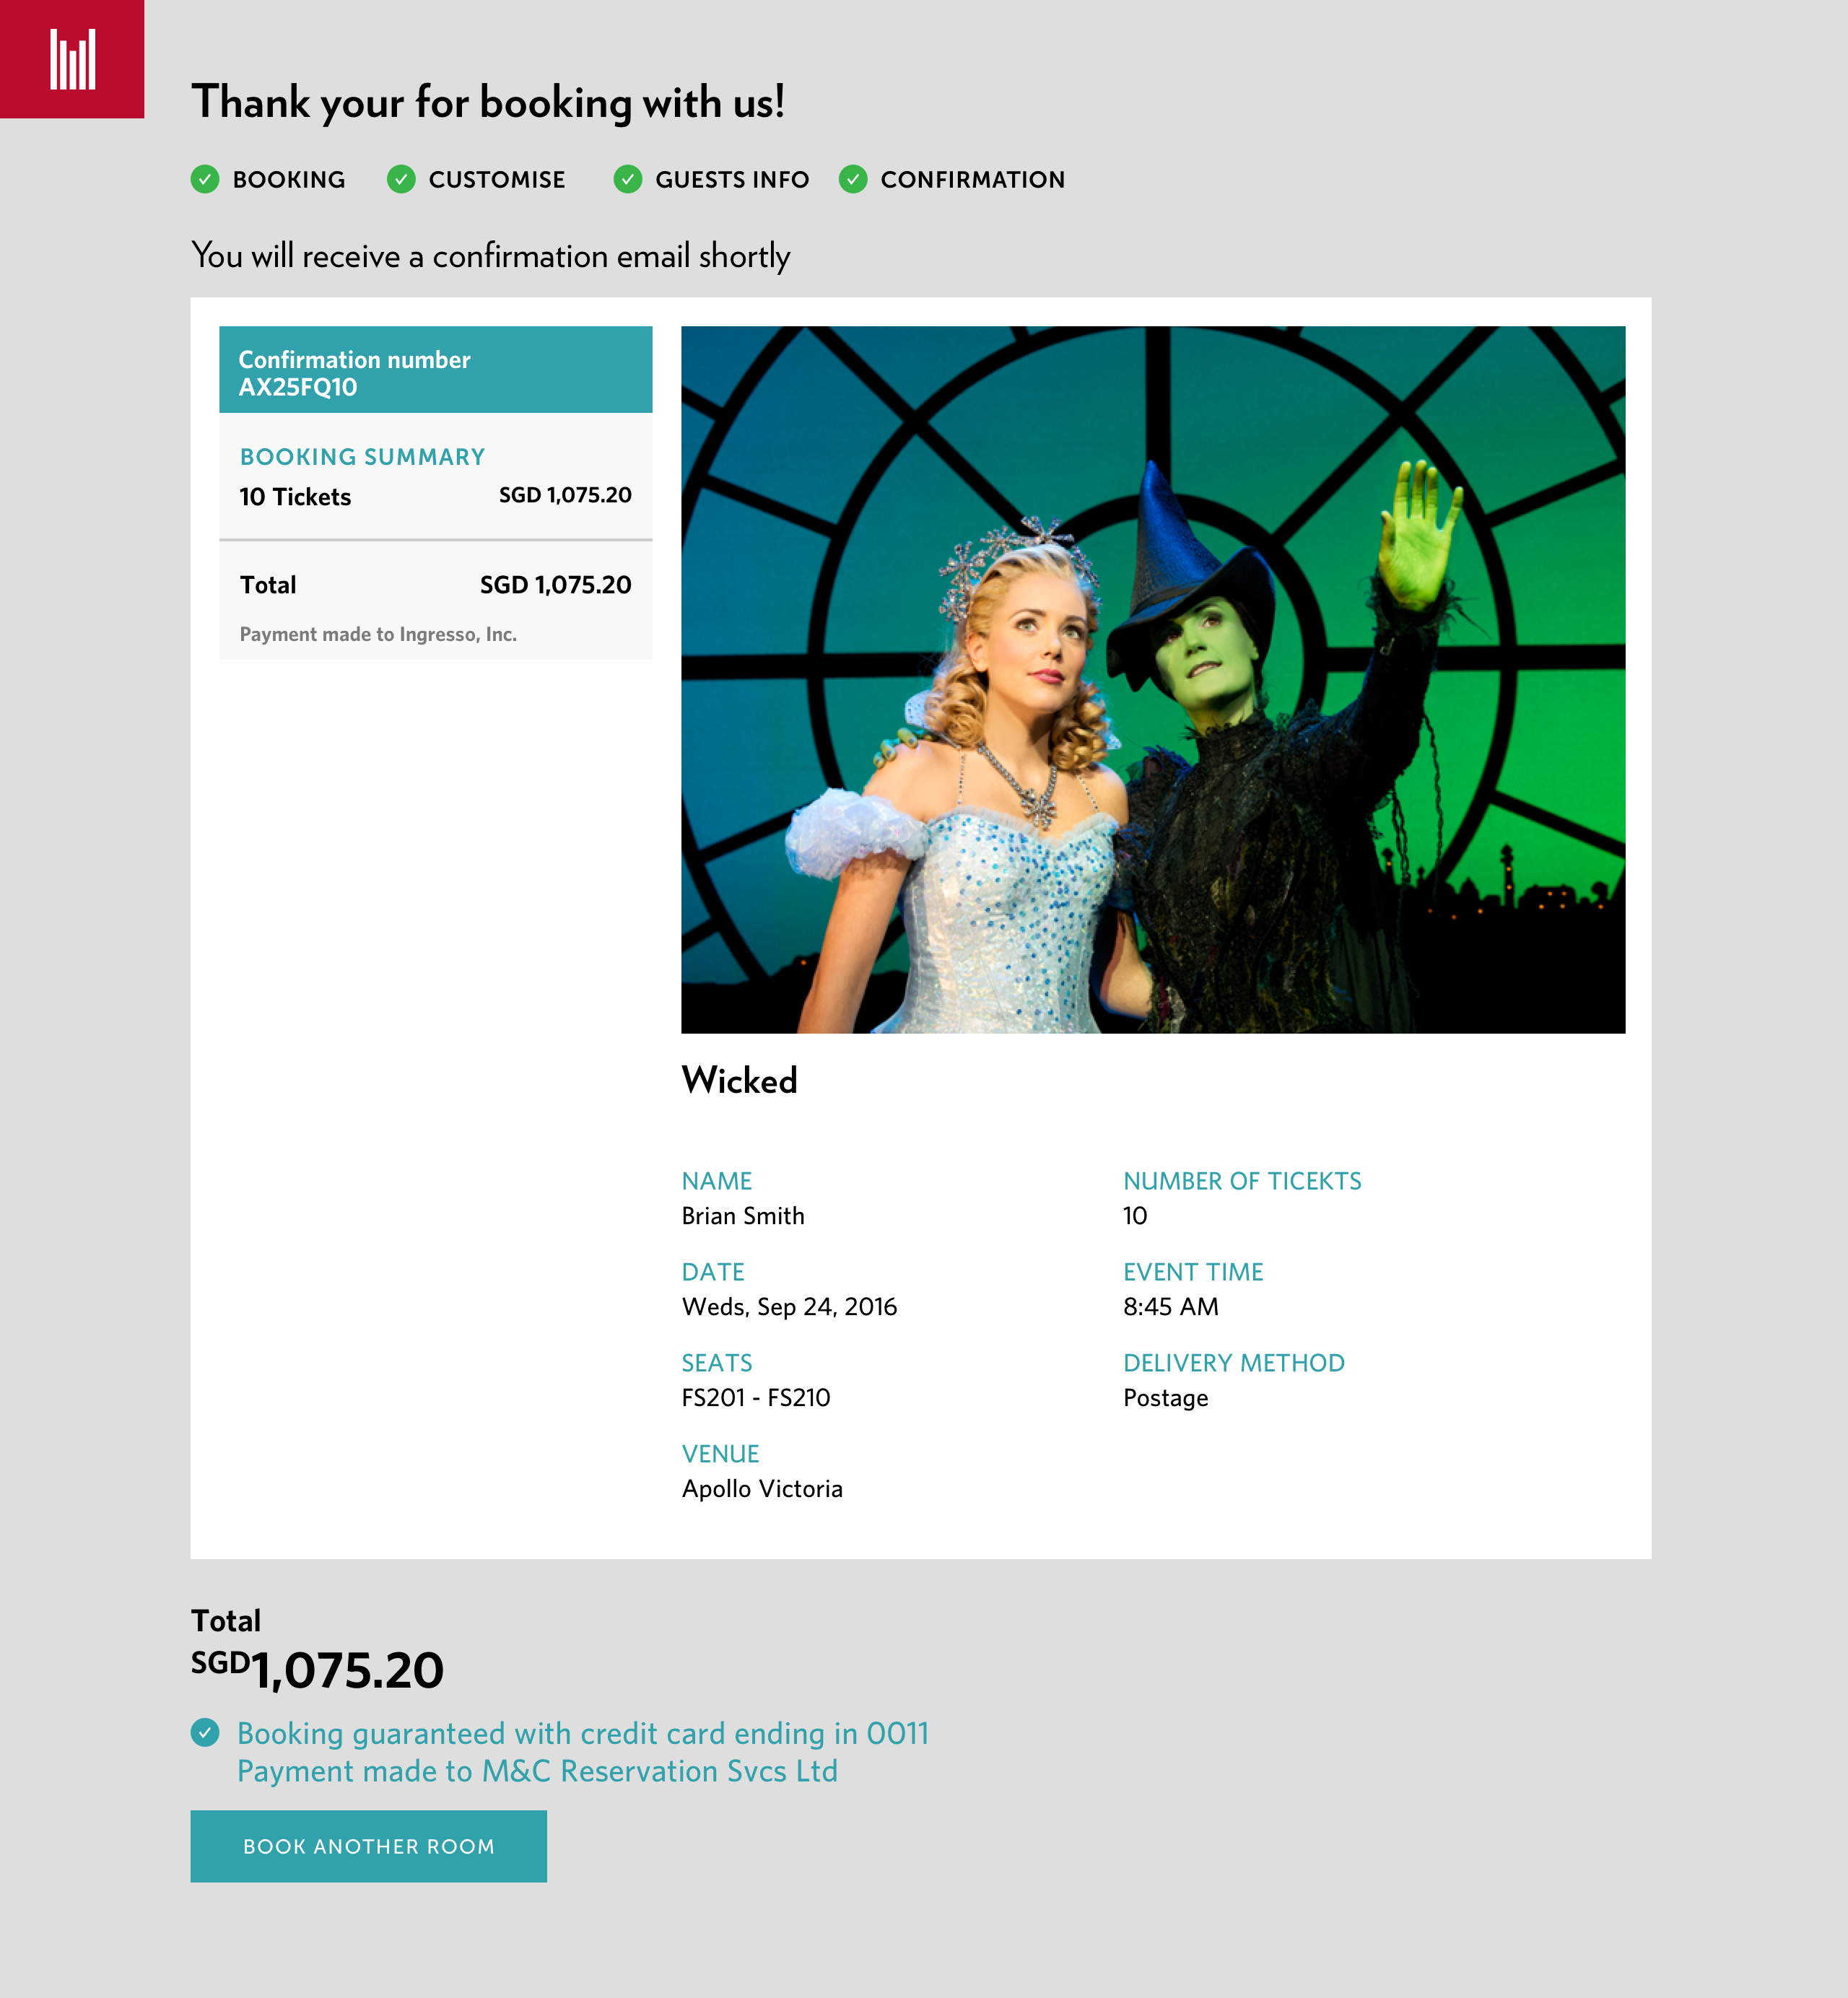 Thank your for booking with us!
BOOKING CUSTOMISE GUESTS INFO CONFIRMATION
You will receive a confirmation email shortly
Confirmation number
AX25FQ10
BOOKING SUMMARY
10 Tickets SGD 1,075.20
Total SGD 1,075.20
Payment made to Ingresso, Inc.
Wicked
NAME NUMBER OF TICEKTS
Brian Smith 10
DATE EVENT TIME
Weds, Sep 24, 2016 8:45 AM
SEATS DELIVERY METHOD
FS201 - FS210 Postage
VENUE
Apollo Victoria
Total
SGD1,075.20
Booking guaranteed with credit card ending in 0011
Payment made to M&C Reservation Svcs Ltd
BOOK ANOTHER ROOM